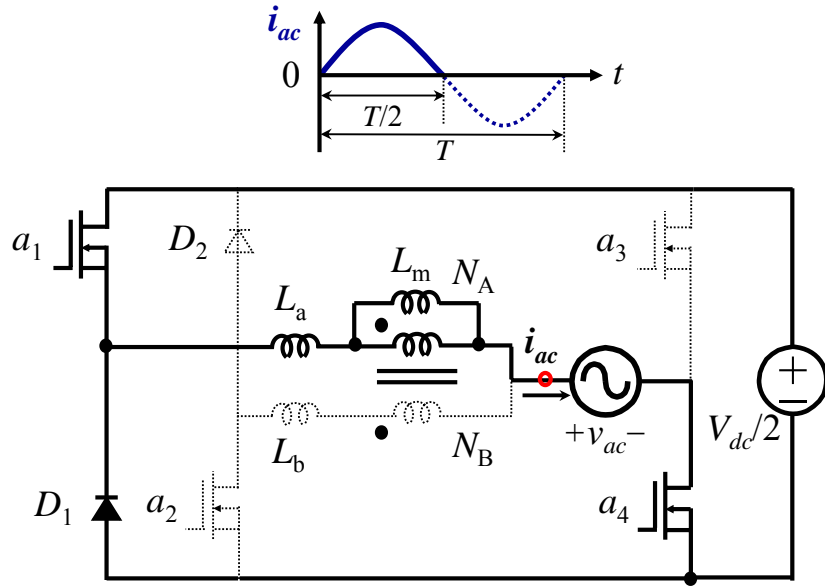 i_ac
0
t
T/2
T
a_1
D_2
L_m
N_A
a_3
L_a
i_ac
+
−
+v_ac−
V_dc/2
L_b
N_B
D_1
a_2
a_4